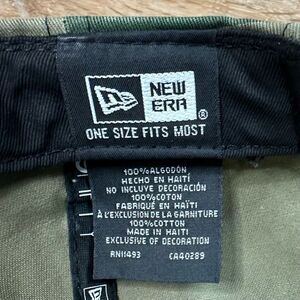 NEW
ERA®
ONE SIZE FITS MOST
100%ALGODÓN
HECHO EN HAITÍ
NO INCLUYE DECORACIÓN
100%COTON
FABRIQUÉ EN HAÏTI
À L'EXCLUSION DE LA GARNITURE
100%COTTON
MADE IN HAITI
EXCLUSIVE OF DECORATION
RN11493 CA40289